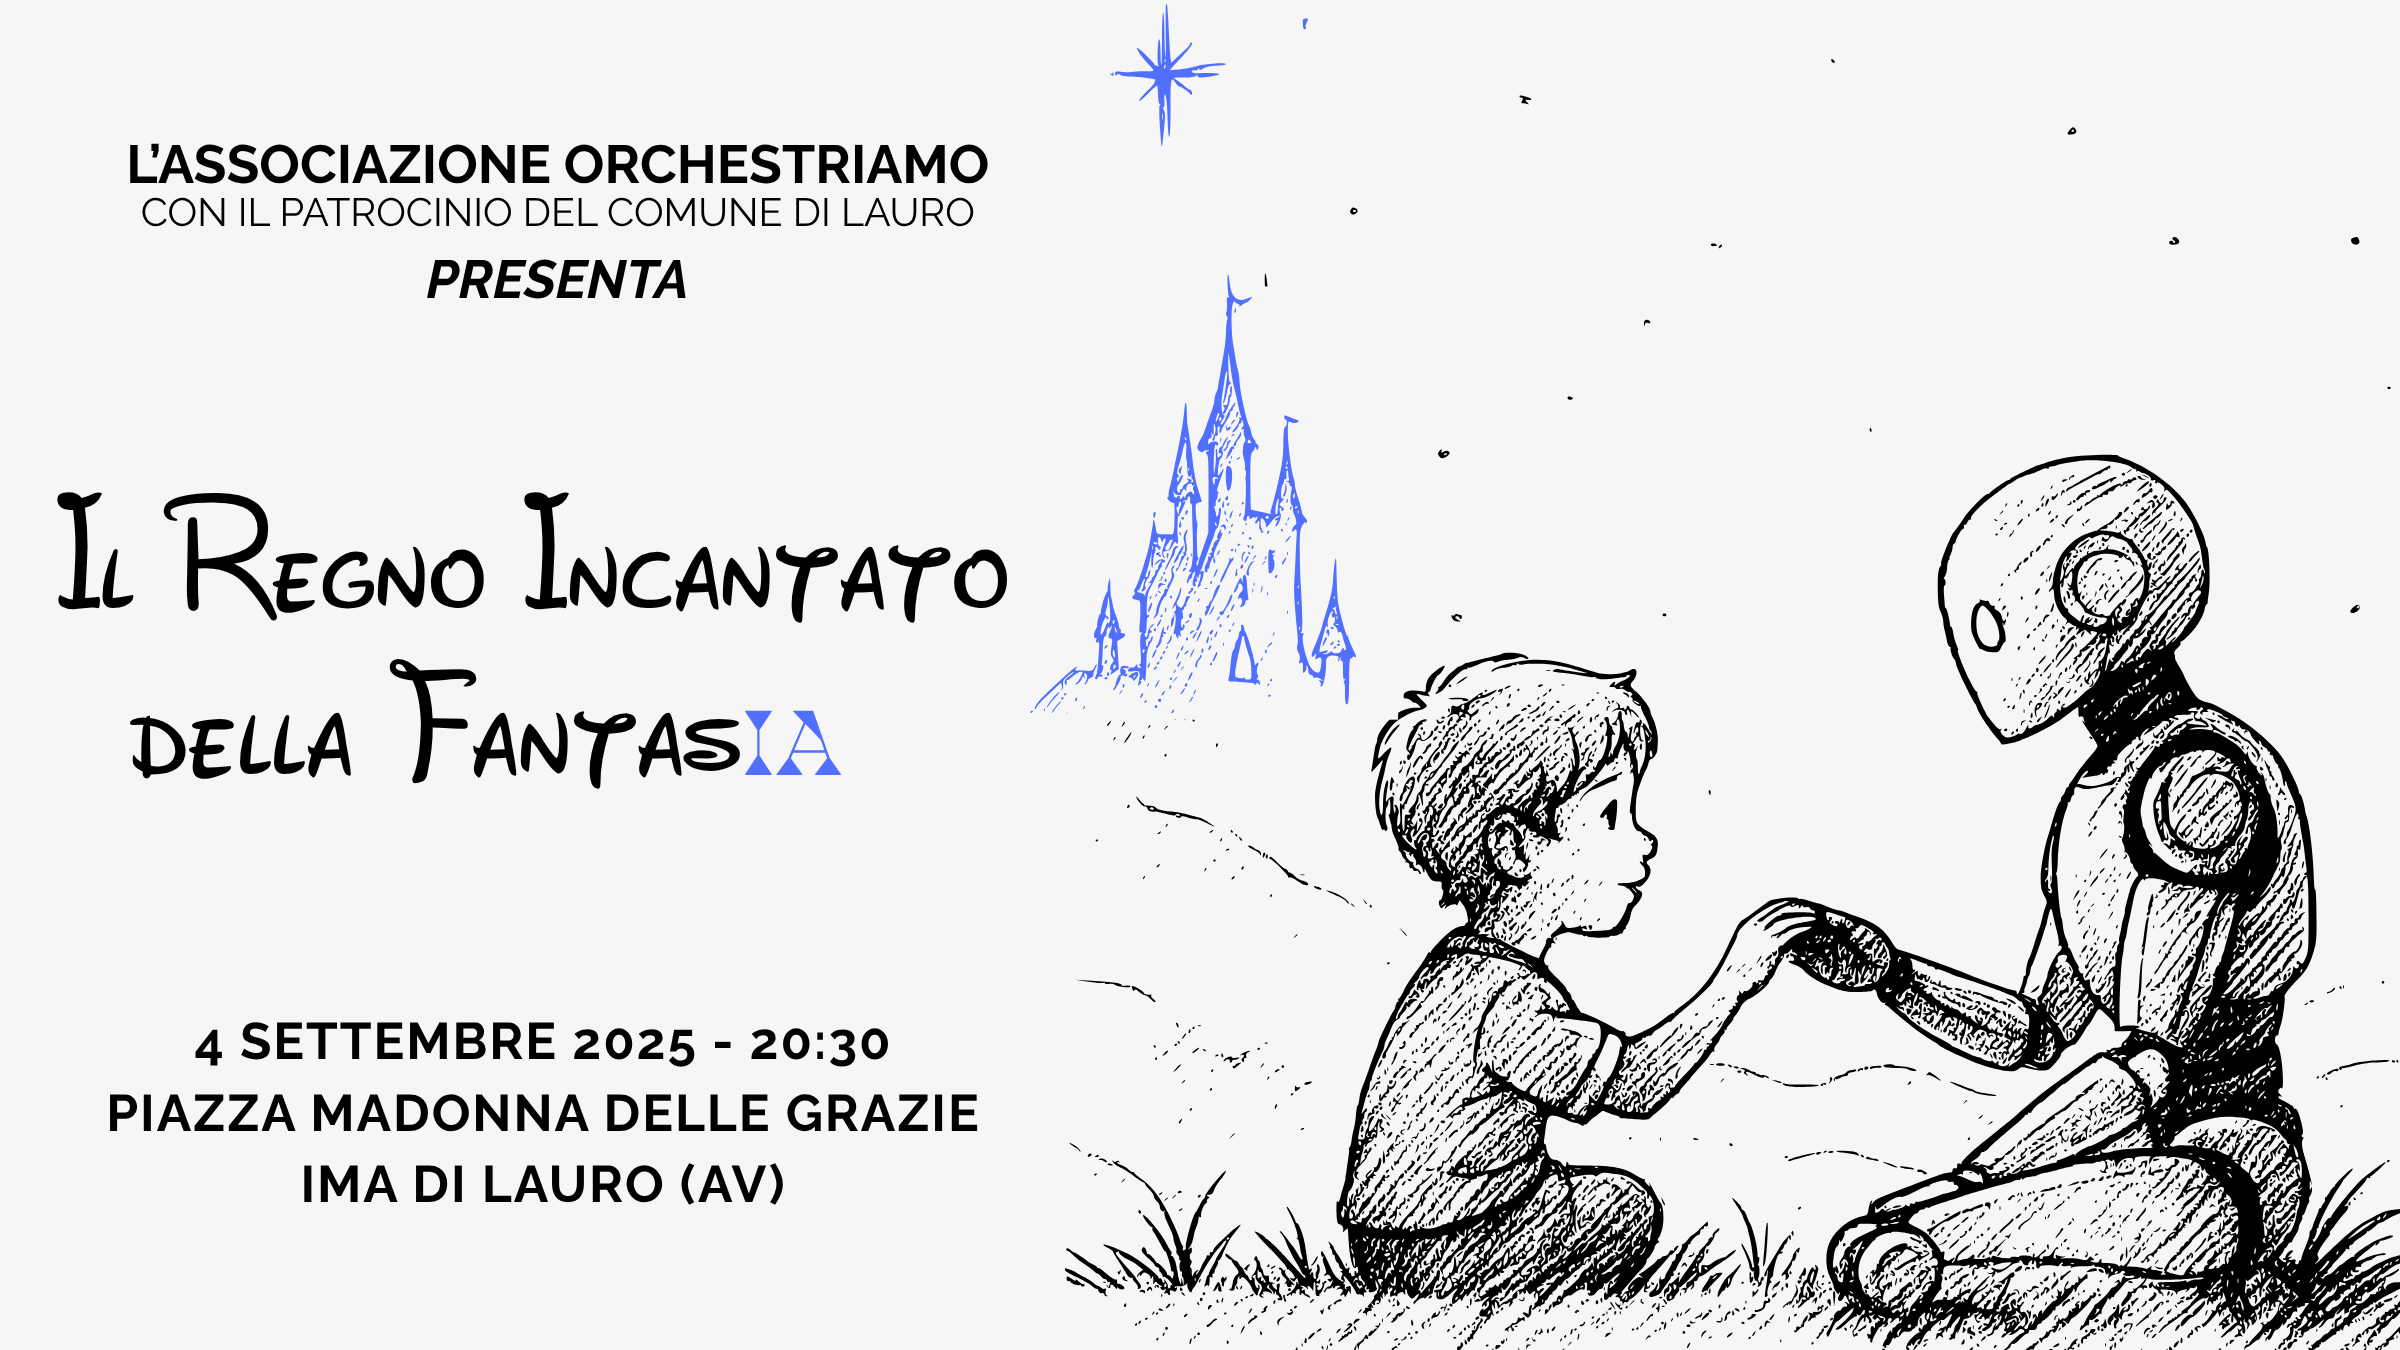 L’ASSOCIAZIONE ORCHESTRIAMO
CON IL PATROCINIO DEL COMUNE DI LAURO
PRESENTA
IL REGNO INCANTATO
DELLA FANTASIA
4 SETTEMBRE 2025 - 20:30
PIAZZA MADONNA DELLE GRAZIE
IMA DI LAURO (AV)